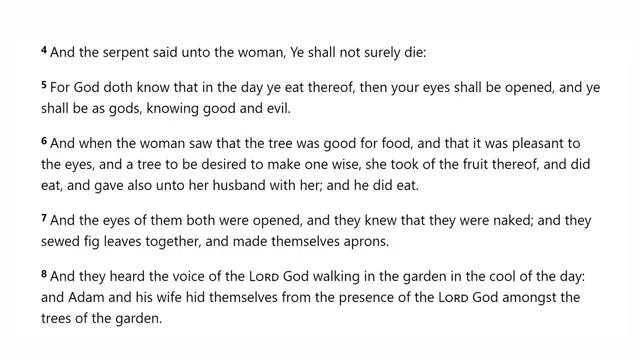 4 And the serpent said unto the woman, Ye shall not surely die:
5 For God doth know that in the day ye eat thereof, then your eyes shall be opened, and ye
shall be as gods, knowing good and evil.
6 And when the woman saw that the tree was good for food, and that it was pleasant to
the eyes, and a tree to be desired to make one wise, she took of the fruit thereof, and did
eat, and gave also unto her husband with her; and he did eat.
7 And the eyes of them both were opened, and they knew that they were naked; and they
sewed fig leaves together, and made themselves aprons.
8 And they heard the voice of the LORD God walking in the garden in the cool of the day:
and Adam and his wife hid themselves from the presence of the LORD God amongst the
trees of the garden.